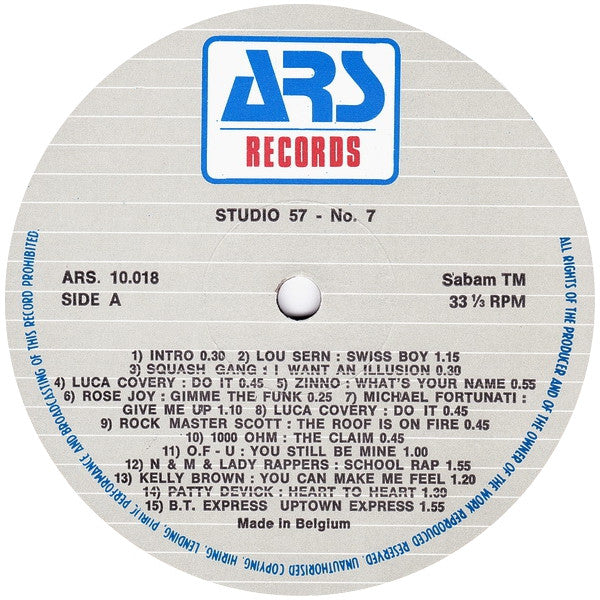 ARS
RECORDS
STUDIO 57 - No. 7
ARS. 10.018
SIDE A
Sabam TM
33 ⅓ RPM
1) INTRO 0.30 2) LOU SERN : SWISS BOY 1.15
3) SQUASH GANG : I WANT AN ILLUSION 0.30
4) LUCA COVERY : DO IT 0.45 5) ZINNO : WHAT'S YOUR NAME 0.55
6) ROSE JOY : GIMME THE FUNK 0.25 7) MICHAEL FORTUNATI :
GIVE ME UP 1.10 8) LUCA COVERY : DO IT 0.45
9) ROCK MASTER SCOTT : THE ROOF IS ON FIRE 0.45
10) 1000 OHM : THE CLAIM 0.45
11) O.F - U : YOU STILL BE MINE 1.00
12) N & M & LADY RAPPERS : SCHOOL RAP 1.55
13) KELLY BROWN : YOU CAN MAKE ME FEEL 1.20
14) PATTY DEVICK : HEART TO HEART 1.30
15) B.T. EXPRESS UPTOWN EXPRESS 1.55
Made in Belgium
ALL RIGHTS OF THE PRODUCER AND OF THE OWNER OF THE WORK REPRODUCED RESERVED. UNAUTHORISED COPYING, HIRING, LENDING, PUBLIC PERFORMANCE AND BROADCASTING OF THIS RECORD PROHIBITED.